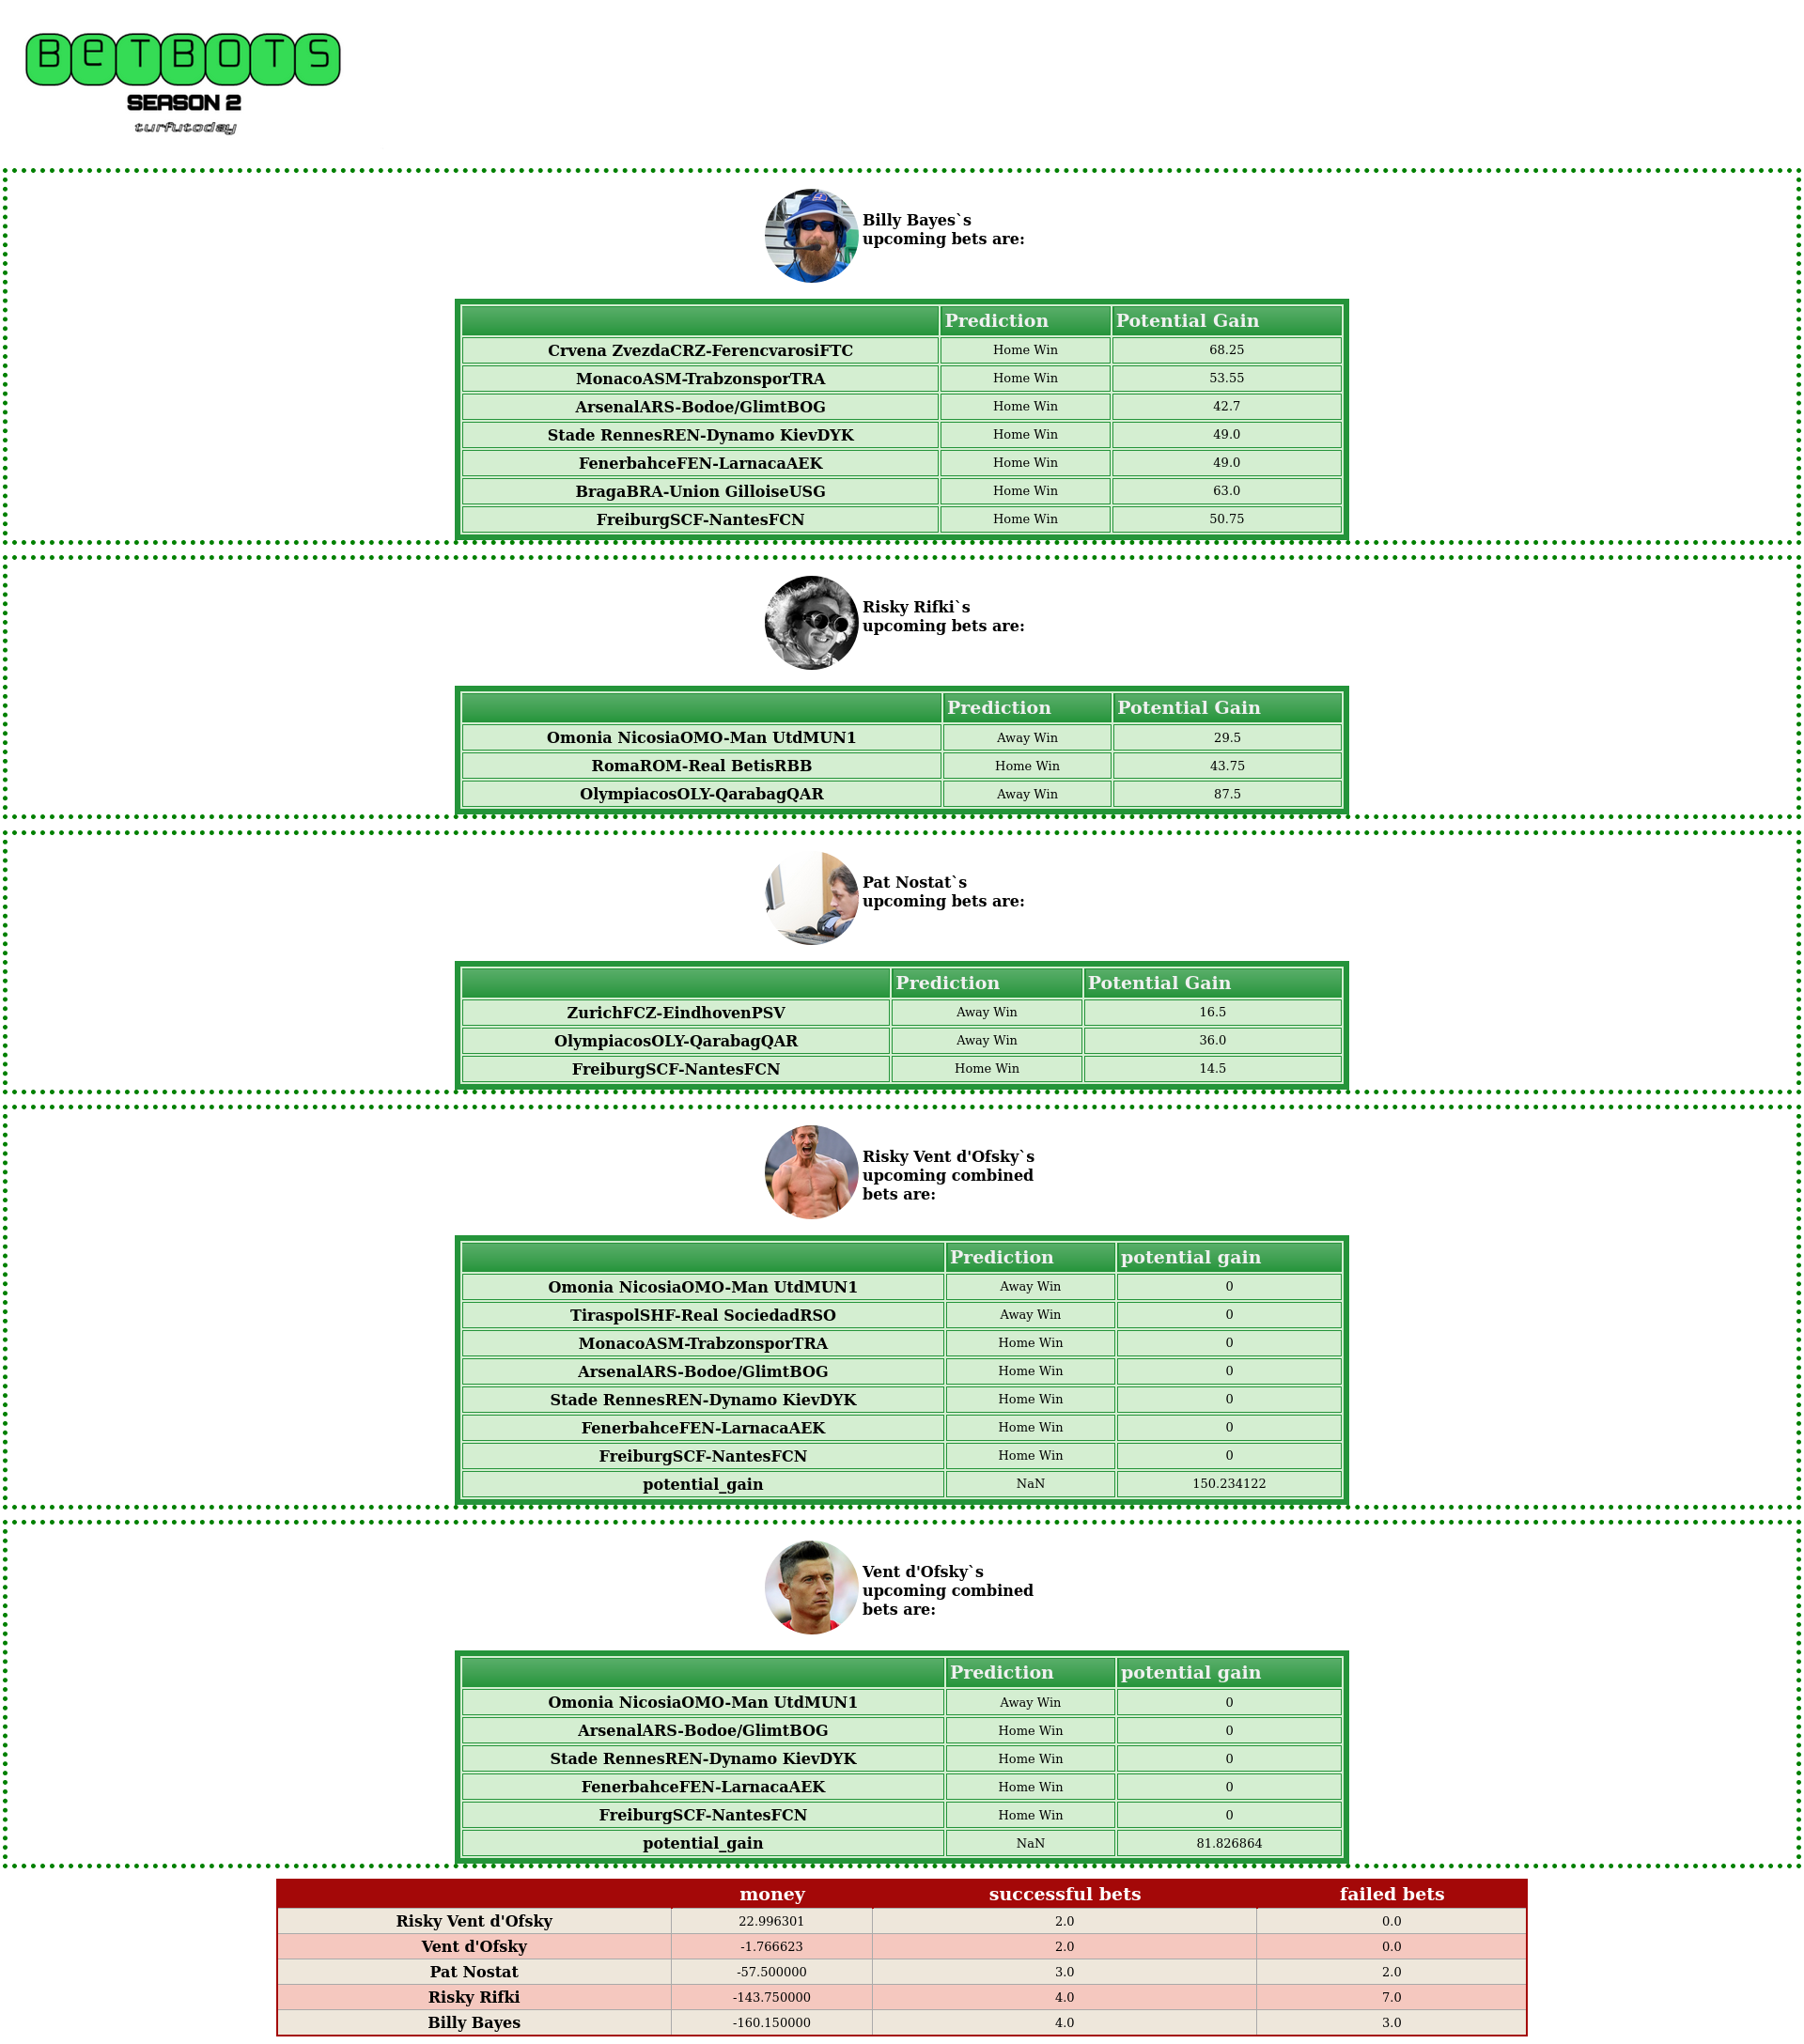 BeTBOTS
SEASON 2
turfutoday
Billy Bayes`s
upcoming bets are:
Prediction Potential Gain
Crvena ZvezdaCRZ-FerencvarosiFTC Home Win 68.25
MonacoASM-TrabzonsporTRA Home Win 53.55
ArsenalARS-Bodoe/GlimtBOG Home Win 42.7
Stade RennesREN-Dynamo KievDYK Home Win 49.0
FenerbahceFEN-LarnacaAEK Home Win 49.0
BragaBRA-Union GilloiseUSG Home Win 63.0
FreiburgSCF-NantesFCN Home Win 50.75
Risky Rifki`s
upcoming bets are:
Prediction Potential Gain
Omonia NicosiaOMO-Man UtdMUN1 Away Win 29.5
RomaROM-Real BetisRBB Home Win 43.75
OlympiacosOLY-QarabagQAR Away Win 87.5
Pat Nostat`s
upcoming bets are:
Prediction Potential Gain
ZurichFCZ-EindhovenPSV Away Win 16.5
OlympiacosOLY-QarabagQAR Away Win 36.0
FreiburgSCF-NantesFCN Home Win 14.5
Risky Vent d'Ofsky`s
upcoming combined
bets are:
Prediction potential gain
Omonia NicosiaOMO-Man UtdMUN1 Away Win 0
TiraspolSHF-Real SociedadRSO Away Win 0
MonacoASM-TrabzonsporTRA Home Win 0
ArsenalARS-Bodoe/GlimtBOG Home Win 0
Stade RennesREN-Dynamo KievDYK Home Win 0
FenerbahceFEN-LarnacaAEK Home Win 0
FreiburgSCF-NantesFCN Home Win 0
potential_gain NaN 150.234122
Vent d'Ofsky`s
upcoming combined
bets are:
Prediction potential gain
Omonia NicosiaOMO-Man UtdMUN1 Away Win 0
ArsenalARS-Bodoe/GlimtBOG Home Win 0
Stade RennesREN-Dynamo KievDYK Home Win 0
FenerbahceFEN-LarnacaAEK Home Win 0
FreiburgSCF-NantesFCN Home Win 0
potential_gain NaN 81.826864
money successful bets failed bets
Risky Vent d'Ofsky 22.996301 2.0 0.0
Vent d'Ofsky -1.766623 2.0 0.0
Pat Nostat -57.500000 3.0 2.0
Risky Rifki -143.750000 4.0 7.0
Billy Bayes -160.150000 4.0 3.0